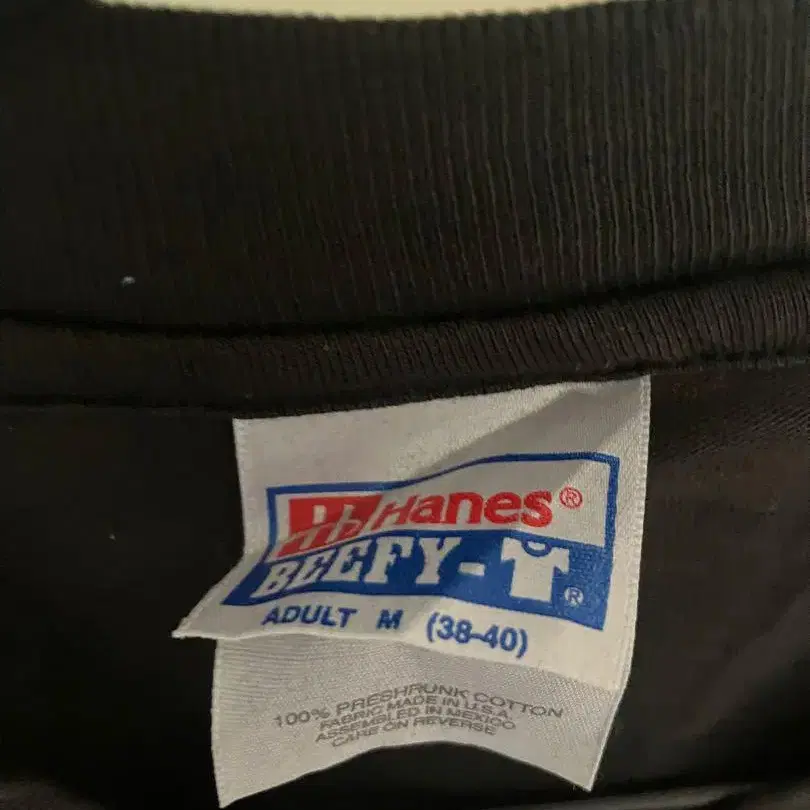 Hanes®
BEEFY-T®
ADULT M (38-40)
100% PRESHRUNK COTTON
FABRIC MADE IN U.S.A.
ASSEMBLED IN MEXICO
CARE ON REVERSE